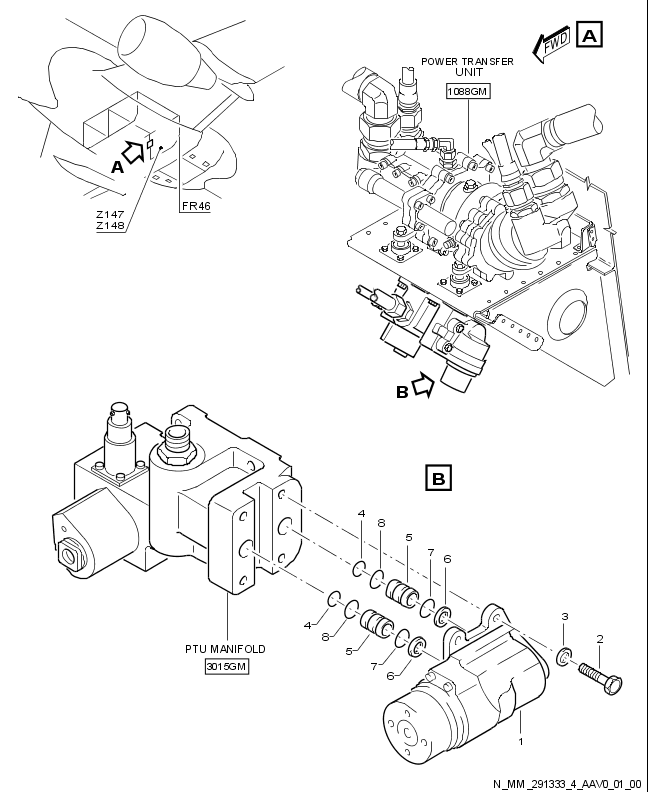 FWD
A
POWER TRANSFER
UNIT
1088GM
A
Z147
Z148
FR46
B
B
4
8
5
7
6
4
8
5
7
6
3
2
1
PTU MANIFOLD
3015GM
N_MM_291333_4_AAV0_01_00